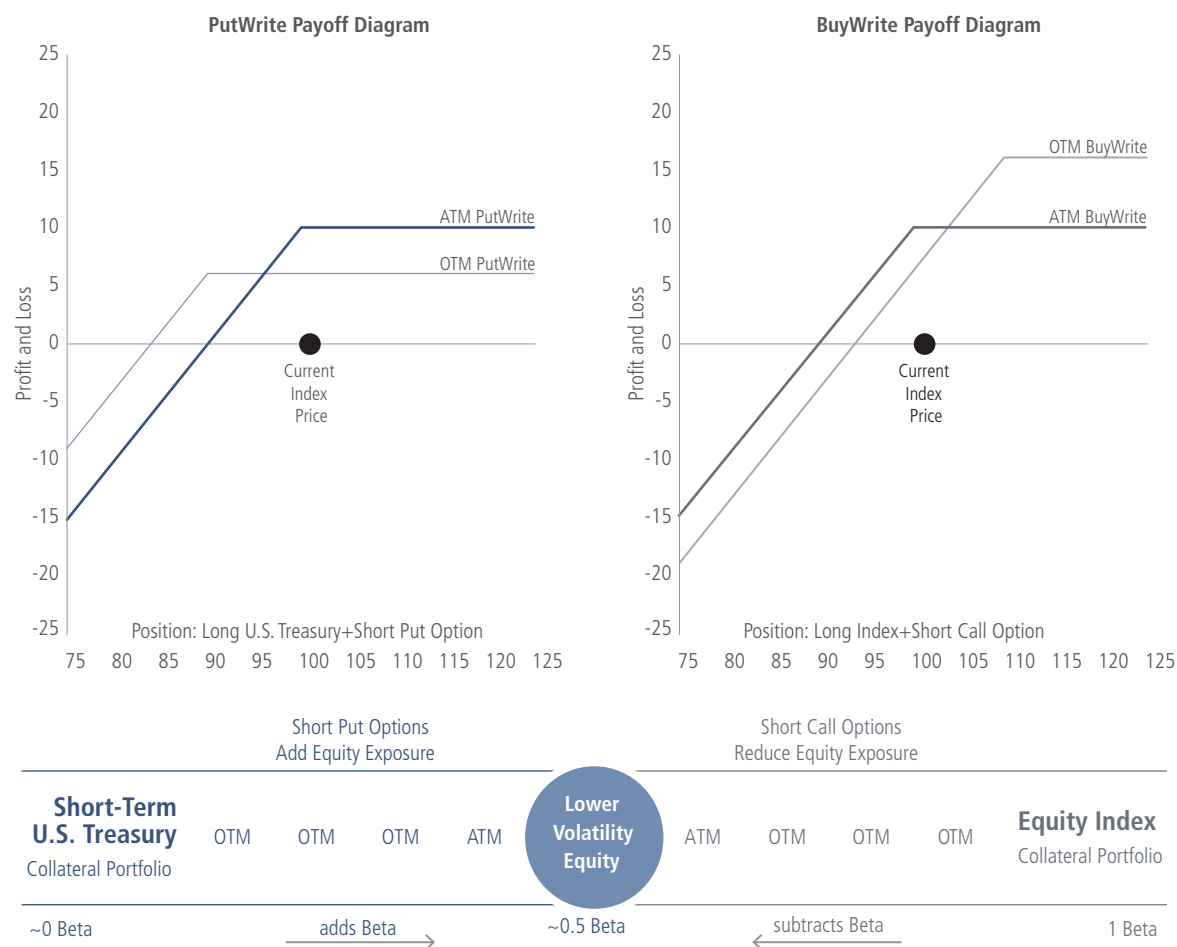 PutWrite Payoff Diagram
25
20
15
10
5
0
-5
-10
-15
-20
-25
Profit and Loss
ATM PutWrite
OTM PutWrite
Current
Index
Price
Position: Long U.S. Treasury+Short Put Option
75 80 85 90 95 100 105 110 115 120 125
BuyWrite Payoff Diagram
25
20
15
10
5
0
-5
-10
-15
-20
-25
Profit and Loss
OTM BuyWrite
ATM BuyWrite
Current
Index
Price
Position: Long Index+Short Call Option
75 80 85 90 95 100 105 110 115 120 125
Short Put Options
Add Equity Exposure
Short Call Options
Reduce Equity Exposure
Short-Term
U.S. Treasury
Collateral Portfolio
OTM OTM OTM ATM
Lower
Volatility
Equity
ATM OTM OTM OTM
Equity Index
Collateral Portfolio
~0 Beta
adds Beta
~0.5 Beta
subtracts Beta
1 Beta